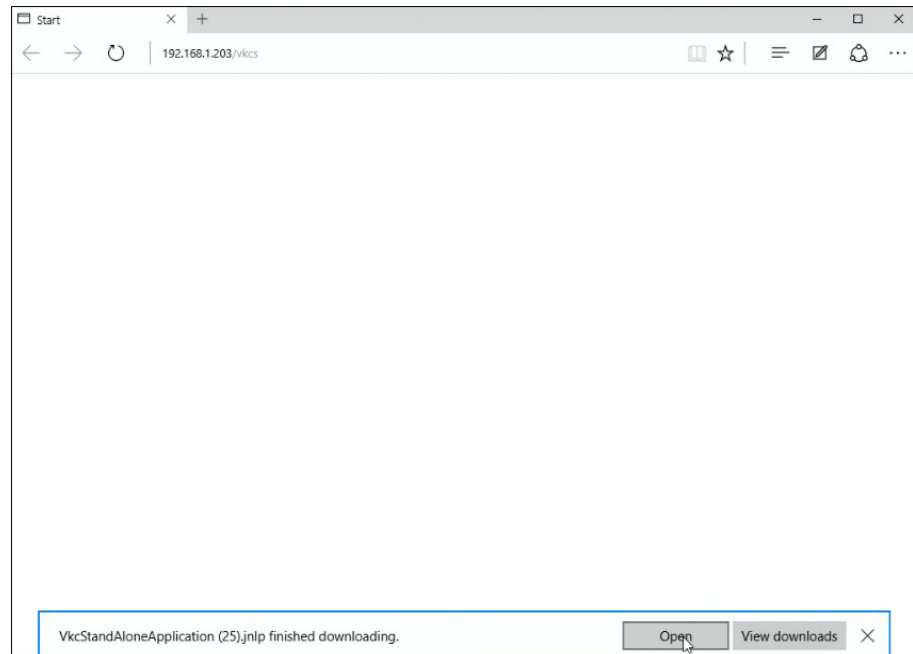 Start
192.168.1.203/vkcs
VkcStandAloneApplication (25).jnlp finished downloading.
Open
View downloads